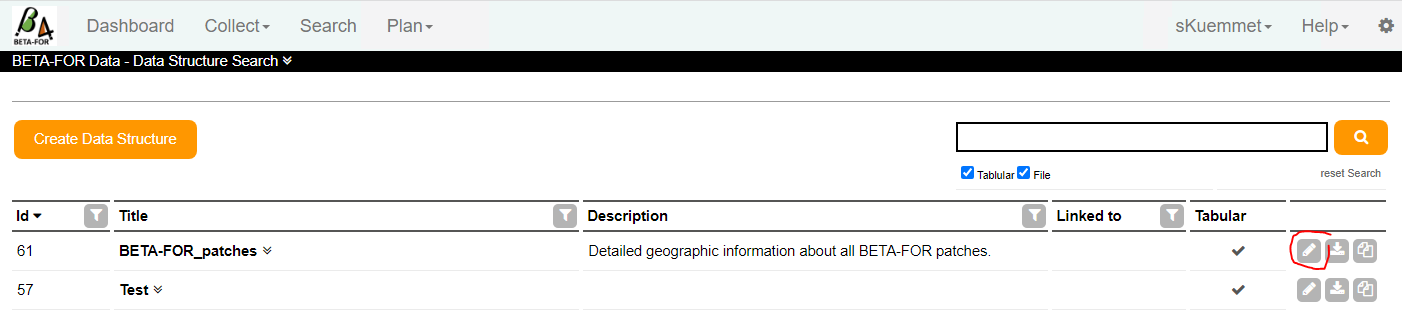 BETA-FOR Dashboard Collect Search Plan sKuemmet Help
BETA-FOR Data - Data Structure Search
Create Data Structure
Tablular File reset Search
Id Title Description Linked to Tabular
61 BETA-FOR_patches Detailed geographic information about all BETA-FOR patches.
57 Test